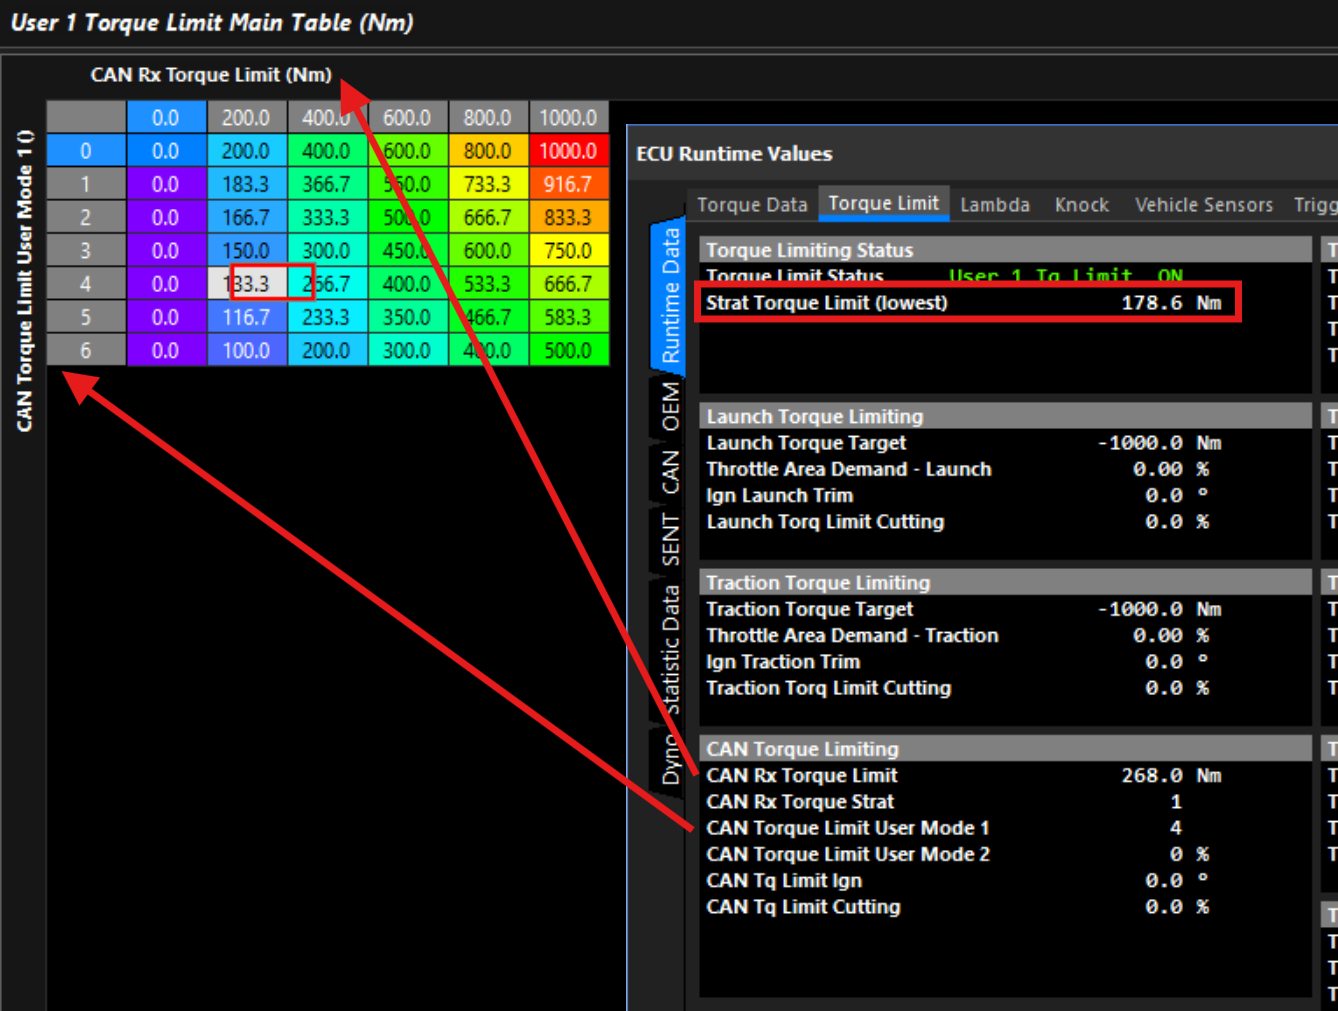 User 1 Torque Limit Main Table (Nm)
CAN Rx Torque Limit (Nm)
CAN Torque Limit User Mode 1 ()
0.0 200.0 400.0 600.0 800.0 1000.0
0 0.0 200.0 400.0 600.0 800.0 1000.0
1 0.0 183.3 366.7 550.0 733.3 916.7
2 0.0 166.7 333.3 500.0 666.7 833.3
3 0.0 150.0 300.0 450.0 600.0 750.0
4 0.0 133.3 266.7 400.0 533.3 666.7
5 0.0 116.7 233.3 350.0 466.7 583.3
6 0.0 100.0 200.0 300.0 400.0 500.0
ECU Runtime Values
Runtime Data
OEM
CAN
SENT
Statistic Data
Dyno
Torque Data Torque Limit Lambda Knock Vehicle Sensors Trigg
Torque Limiting Status
Torque Limit Status User 1 Tq Limit ON
Strat Torque Limit (lowest) 178.6 Nm
Launch Torque Limiting
Launch Torque Target -1000.0 Nm
Throttle Area Demand - Launch 0.00 %
Ign Launch Trim 0.0 °
Launch Torq Limit Cutting 0.0 %
Traction Torque Limiting
Traction Torque Target -1000.0 Nm
Throttle Area Demand - Traction 0.00 %
Ign Traction Trim 0.0 °
Traction Torq Limit Cutting 0.0 %
CAN Torque Limiting
CAN Rx Torque Limit 268.0 Nm
CAN Rx Torque Strat 1
CAN Torque Limit User Mode 1 4
CAN Torque Limit User Mode 2 0 %
CAN Tq Limit Ign 0.0 °
CAN Tq Limit Cutting 0.0 %